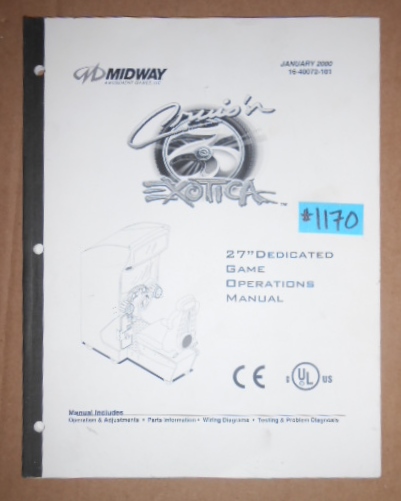 MIDWAY
JANUARY 2000
16-40072-101
Cruis'n
EXOTICA
#1170
27" DEDICATED
GAME
OPERATIONS
MANUAL
CE
C UL US
Manual Includes
Operation & Adjustments • Parts Information • Wiring Diagrams • Testing & Problem Diagnosis